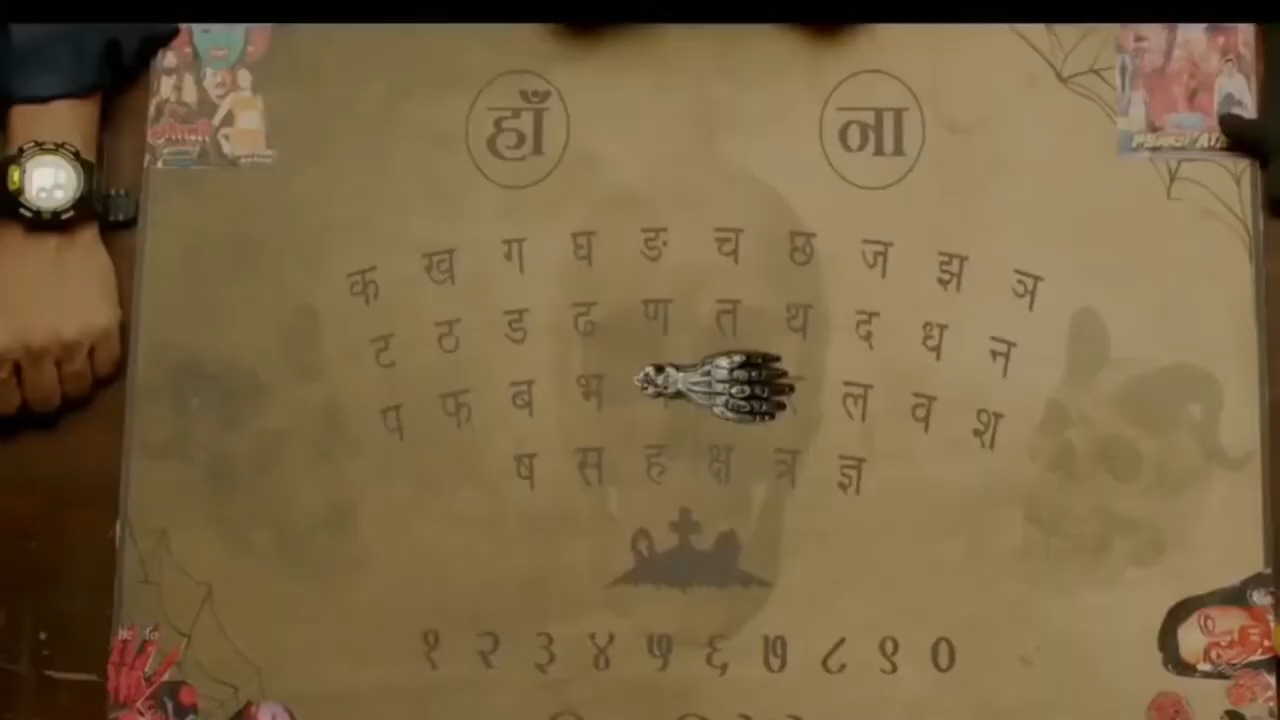 हाँ ना
क ख ग घ ङ च छ ज झ ञ
ट ठ ड ढ ण त थ द ध न
प फ ब भ ल व श
ष स ह क्ष त्र ज्ञ
१ २ ३ ४ ५ ६ ७ ८ ९ ०